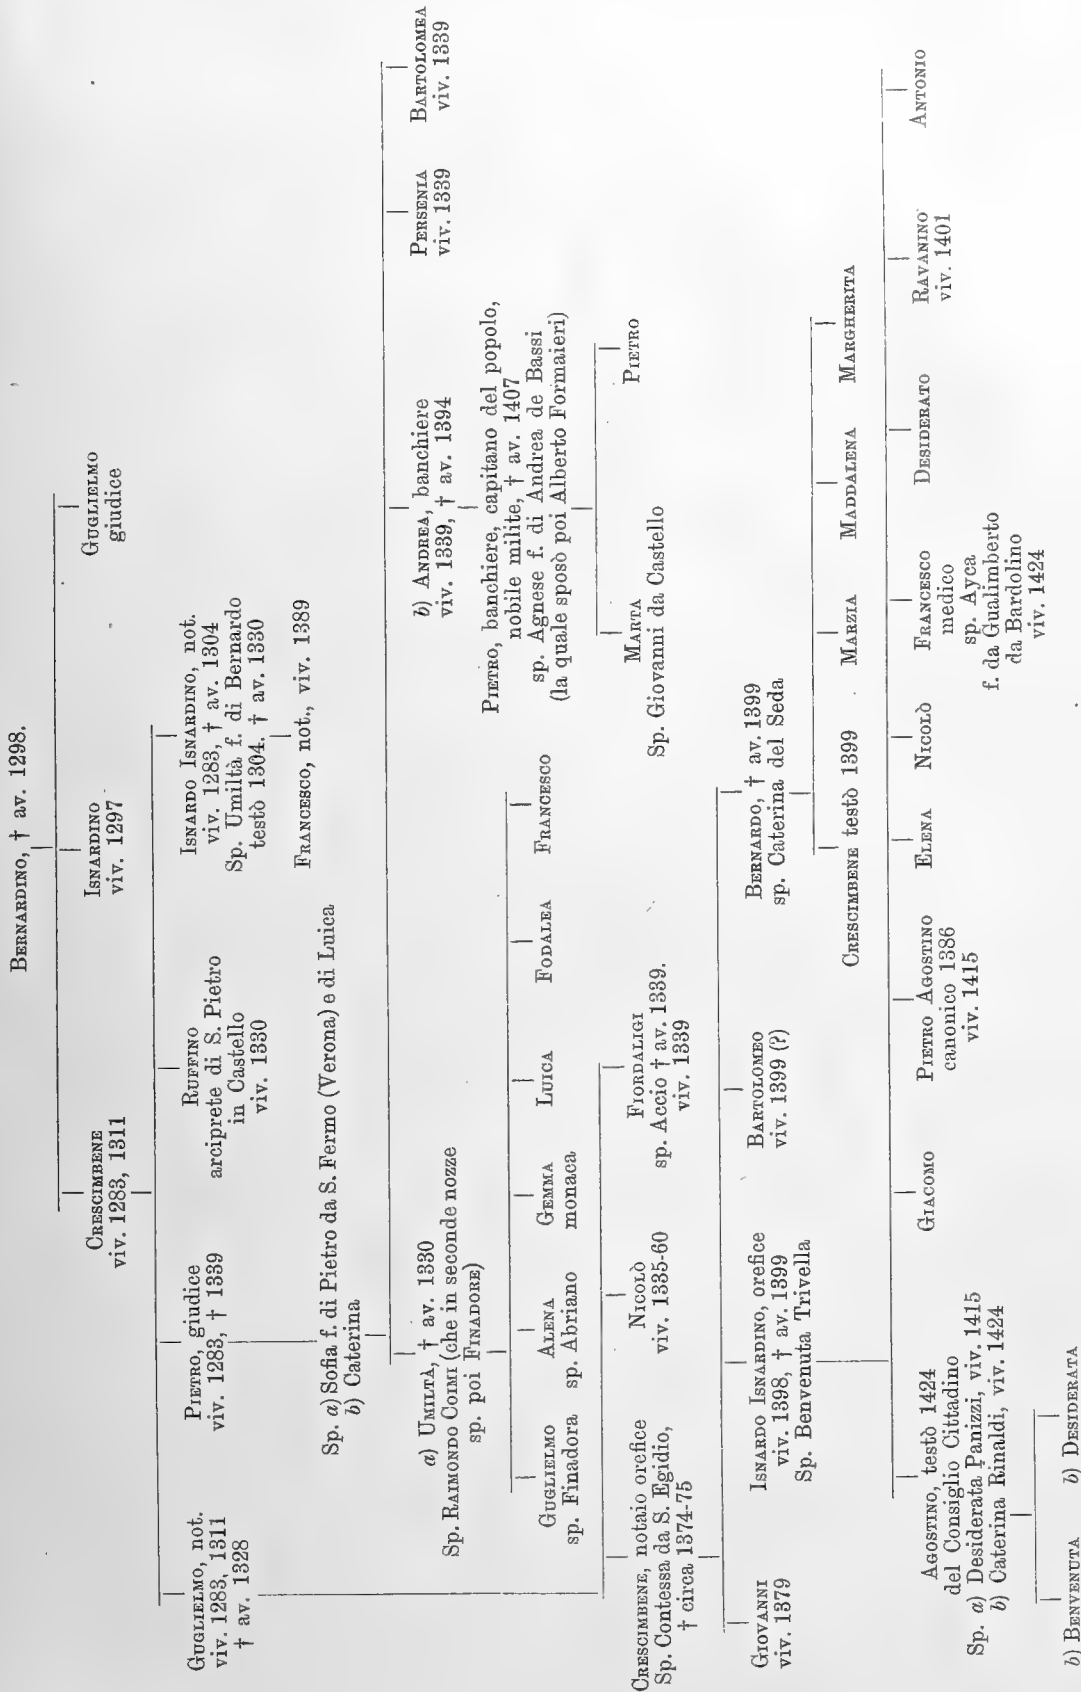 BERNARDINO, † av. 1298.
CRESCIMBENE
viv. 1283, 1311
ISNARDINO
viv. 1297
GUGLIELMO
giudice
GUGLIELMO, not.
viv. 1283, 1311
† av. 1328
PIETRO, giudice
viv. 1283, † 1339
RUFFINO
arciprete di S. Pietro
in Castello
viv. 1330
ISNARDO ISNARDINO, not.
viv. 1283, † av. 1304
Sp. Umiltà f. di Bernardo
testò 1304. † av. 1330
Sp. a) Sofia f. di Pietro da S. Fermo (Verona) e di Luica
b) Caterina
FRANCESCO, not., viv. 1389
a) UMILTÀ, † av. 1330
Sp. RAIMONDO COIMI (che in seconde nozze
sp. poi FINADORE)
b) ANDREA, banchiere
viv. 1339, † av. 1394
PERSENIA
viv. 1339
BARTOLOMEA
viv. 1339
PIETRO, banchiere, capitano del popolo,
nobile milite, † av. 1407
sp. Agnese f. di Andrea de Bassi
(la quale sposò poi Alberto Formaieri)
GUGLIELMO
sp. Finadora
ALENA
sp. Abriano
GEMMA
monaca
LUICA
FODALEA
FRANCESCO
MARTA
Sp. Giovanni da Castello
PIETRO
CRESCIMBENE, notaio orefice
Sp. Contessa da S. Egidio,
† circa 1374-75
NICOLÒ
viv. 1335-60
FIORDALIGI
sp. Accio † av. 1339.
viv. 1339
GIOVANNI
viv. 1379
ISNARDO ISNARDINO, orefice
viv. 1398, † av. 1399
Sp. Benvenuta Trivella
BARTOLOMEO
viv. 1399 (?)
BERNARDO, † av. 1399
sp. Caterina del Seda
CRESCIMBENE testò 1399
MARZIA
MADDALENA
MARGHERITA
AGOSTINO, testò 1424
del Consiglio Cittadino
Sp. a) Desiderata Panizzi, viv. 1415
b) Caterina Rinaldi, viv. 1424
GIACOMO
PIETRO AGOSTINO
canonico 1386
viv. 1415
ELENA
NICOLÒ
FRANCESCO
medico
sp. Ayca
f. da Gualimberto
da Bardolino
viv. 1424
DESIDERATO
RAVANINO
viv. 1401
ANTONIO
b) BENVENUTA
b) DESIDERATA